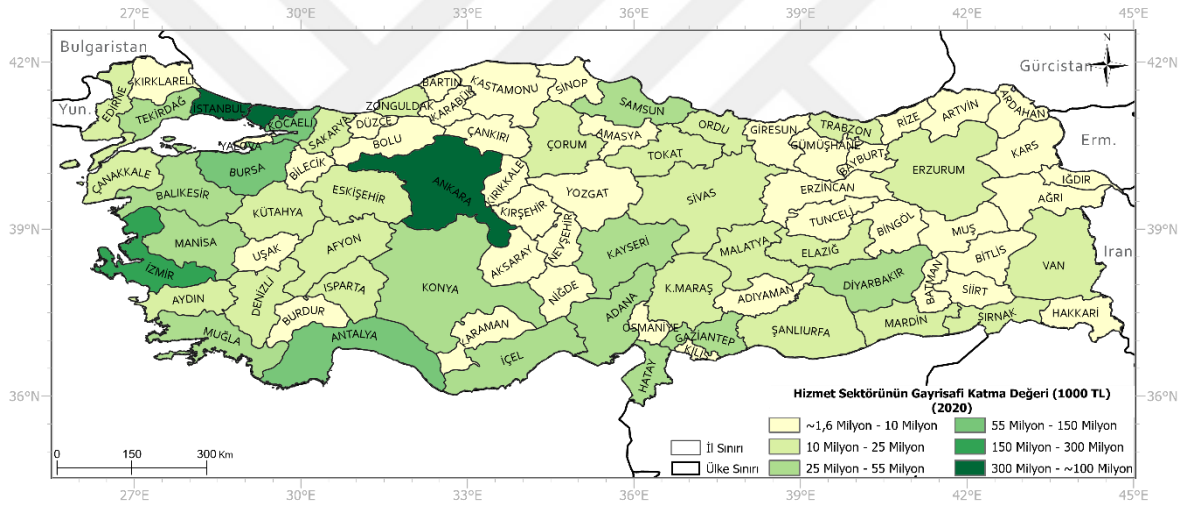 27°E 30°E 33°E 36°E 39°E 42°E 45°E
Bulgaristan
N
42°N
42°N
Gürcistan
KIRKLARELİ
BARTIN
KASTAMONU
SİNOP
ARDAHAN
ARTVİN
EDİRNE
TEKİRDAĞ
İSTANBUL
ZONGULDAK
KARABÜK
SAMSUN
RİZE
Yun.
KOCAELİ
SAKARYA
DÜZCE
ÇANKIRI
AMASYA
ORDU
GİRESUN
TRABZON
Erm.
YALOVA
BOLU
ÇORUM
GÜMÜŞHANE
KARS
BURSA
BİLECİK
TOKAT
BAYBURT
ERZURUM
ÇANAKKALE
IĞDIR
BALIKESİR
ESKİŞEHİR
ANKARA
KIRIKKALE
YOZGAT
SİVAS
ERZİNCAN
AĞRI
KÜTAHYA
KIRŞEHİR
TUNCELİ
BİNGÖL
MUŞ
39°N
39°N
MANİSA
UŞAK
AFYON
NEVŞEHİR
KAYSERİ
MALATYA
ELAZIĞ
BİTLİS
VAN
Iran
İZMİR
AKSARAY
DİYARBAKIR
BATMAN
SİİRT
AYDIN
DENİZLİ
ISPARTA
KONYA
NİĞDE
K.MARAŞ
ADIYAMAN
BURDUR
ADANA
MARDİN
ŞIRNAK
HAKKARİ
MUĞLA
ANTALYA
KARAMAN
OSMANİYE
GAZİANTEP
ŞANLIURFA
İÇEL
KİLİS
HATAY
36°N
36°N
Hizmet Sektörünün Gayrisafi Katma Değeri (1000 TL)
(2020)
~1,6 Milyon - 10 Milyon
55 Milyon - 150 Milyon
İl Sınırı
10 Milyon - 25 Milyon
150 Milyon - 300 Milyon
0 150 300 Km
Ülke Sınırı
25 Milyon - 55 Milyon
300 Milyon - ~100 Milyon
27°E 30°E 33°E 36°E 39°E 42°E 45°E